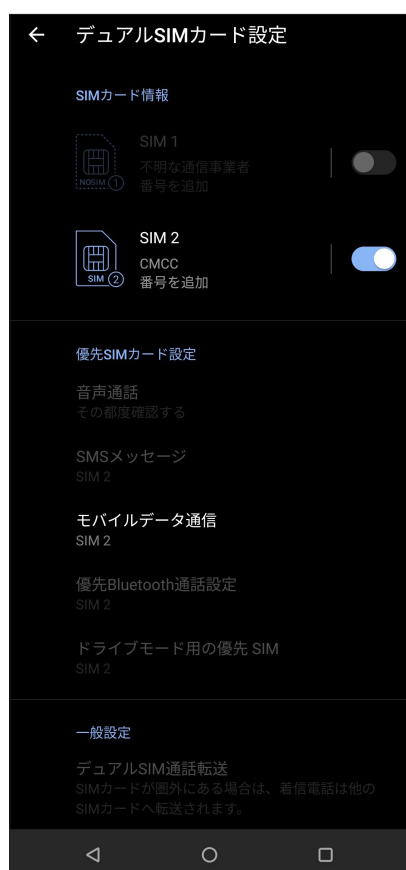 デュアルSIMカード設定
SIMカード情報
SIM 1
不明な通信事業者
NOSIM 1
番号を追加
SIM 2
CMCC
SIM 2
番号を追加
優先SIMカード設定
音声通話
その都度確認する
SMSメッセージ
SIM 2
モバイルデータ通信
SIM 2
優先Bluetooth通話設定
SIM 2
ドライブモード用の優先 SIM
SIM 2
一般設定
デュアルSIM通話転送
SIMカードが圏外にある場合は、着信電話は他の
SIMカードへ転送されます。